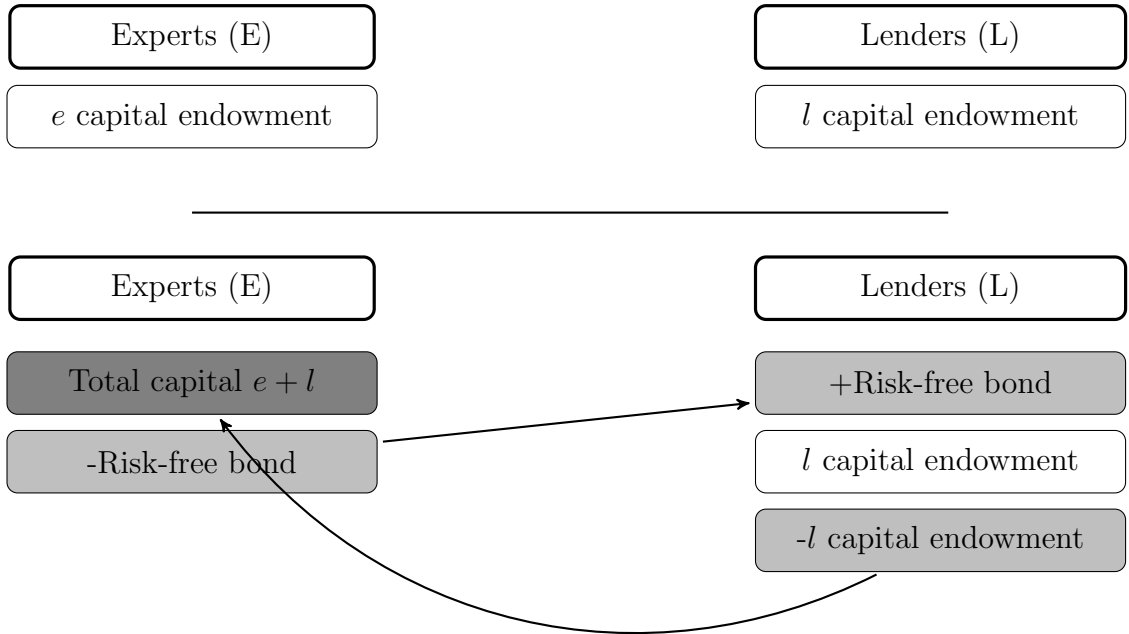 Experts (E)
Lenders (L)
e capital endowment
l capital endowment
Experts (E)
Lenders (L)
Total capital e + l
+Risk-free bond
-Risk-free bond
l capital endowment
-l capital endowment